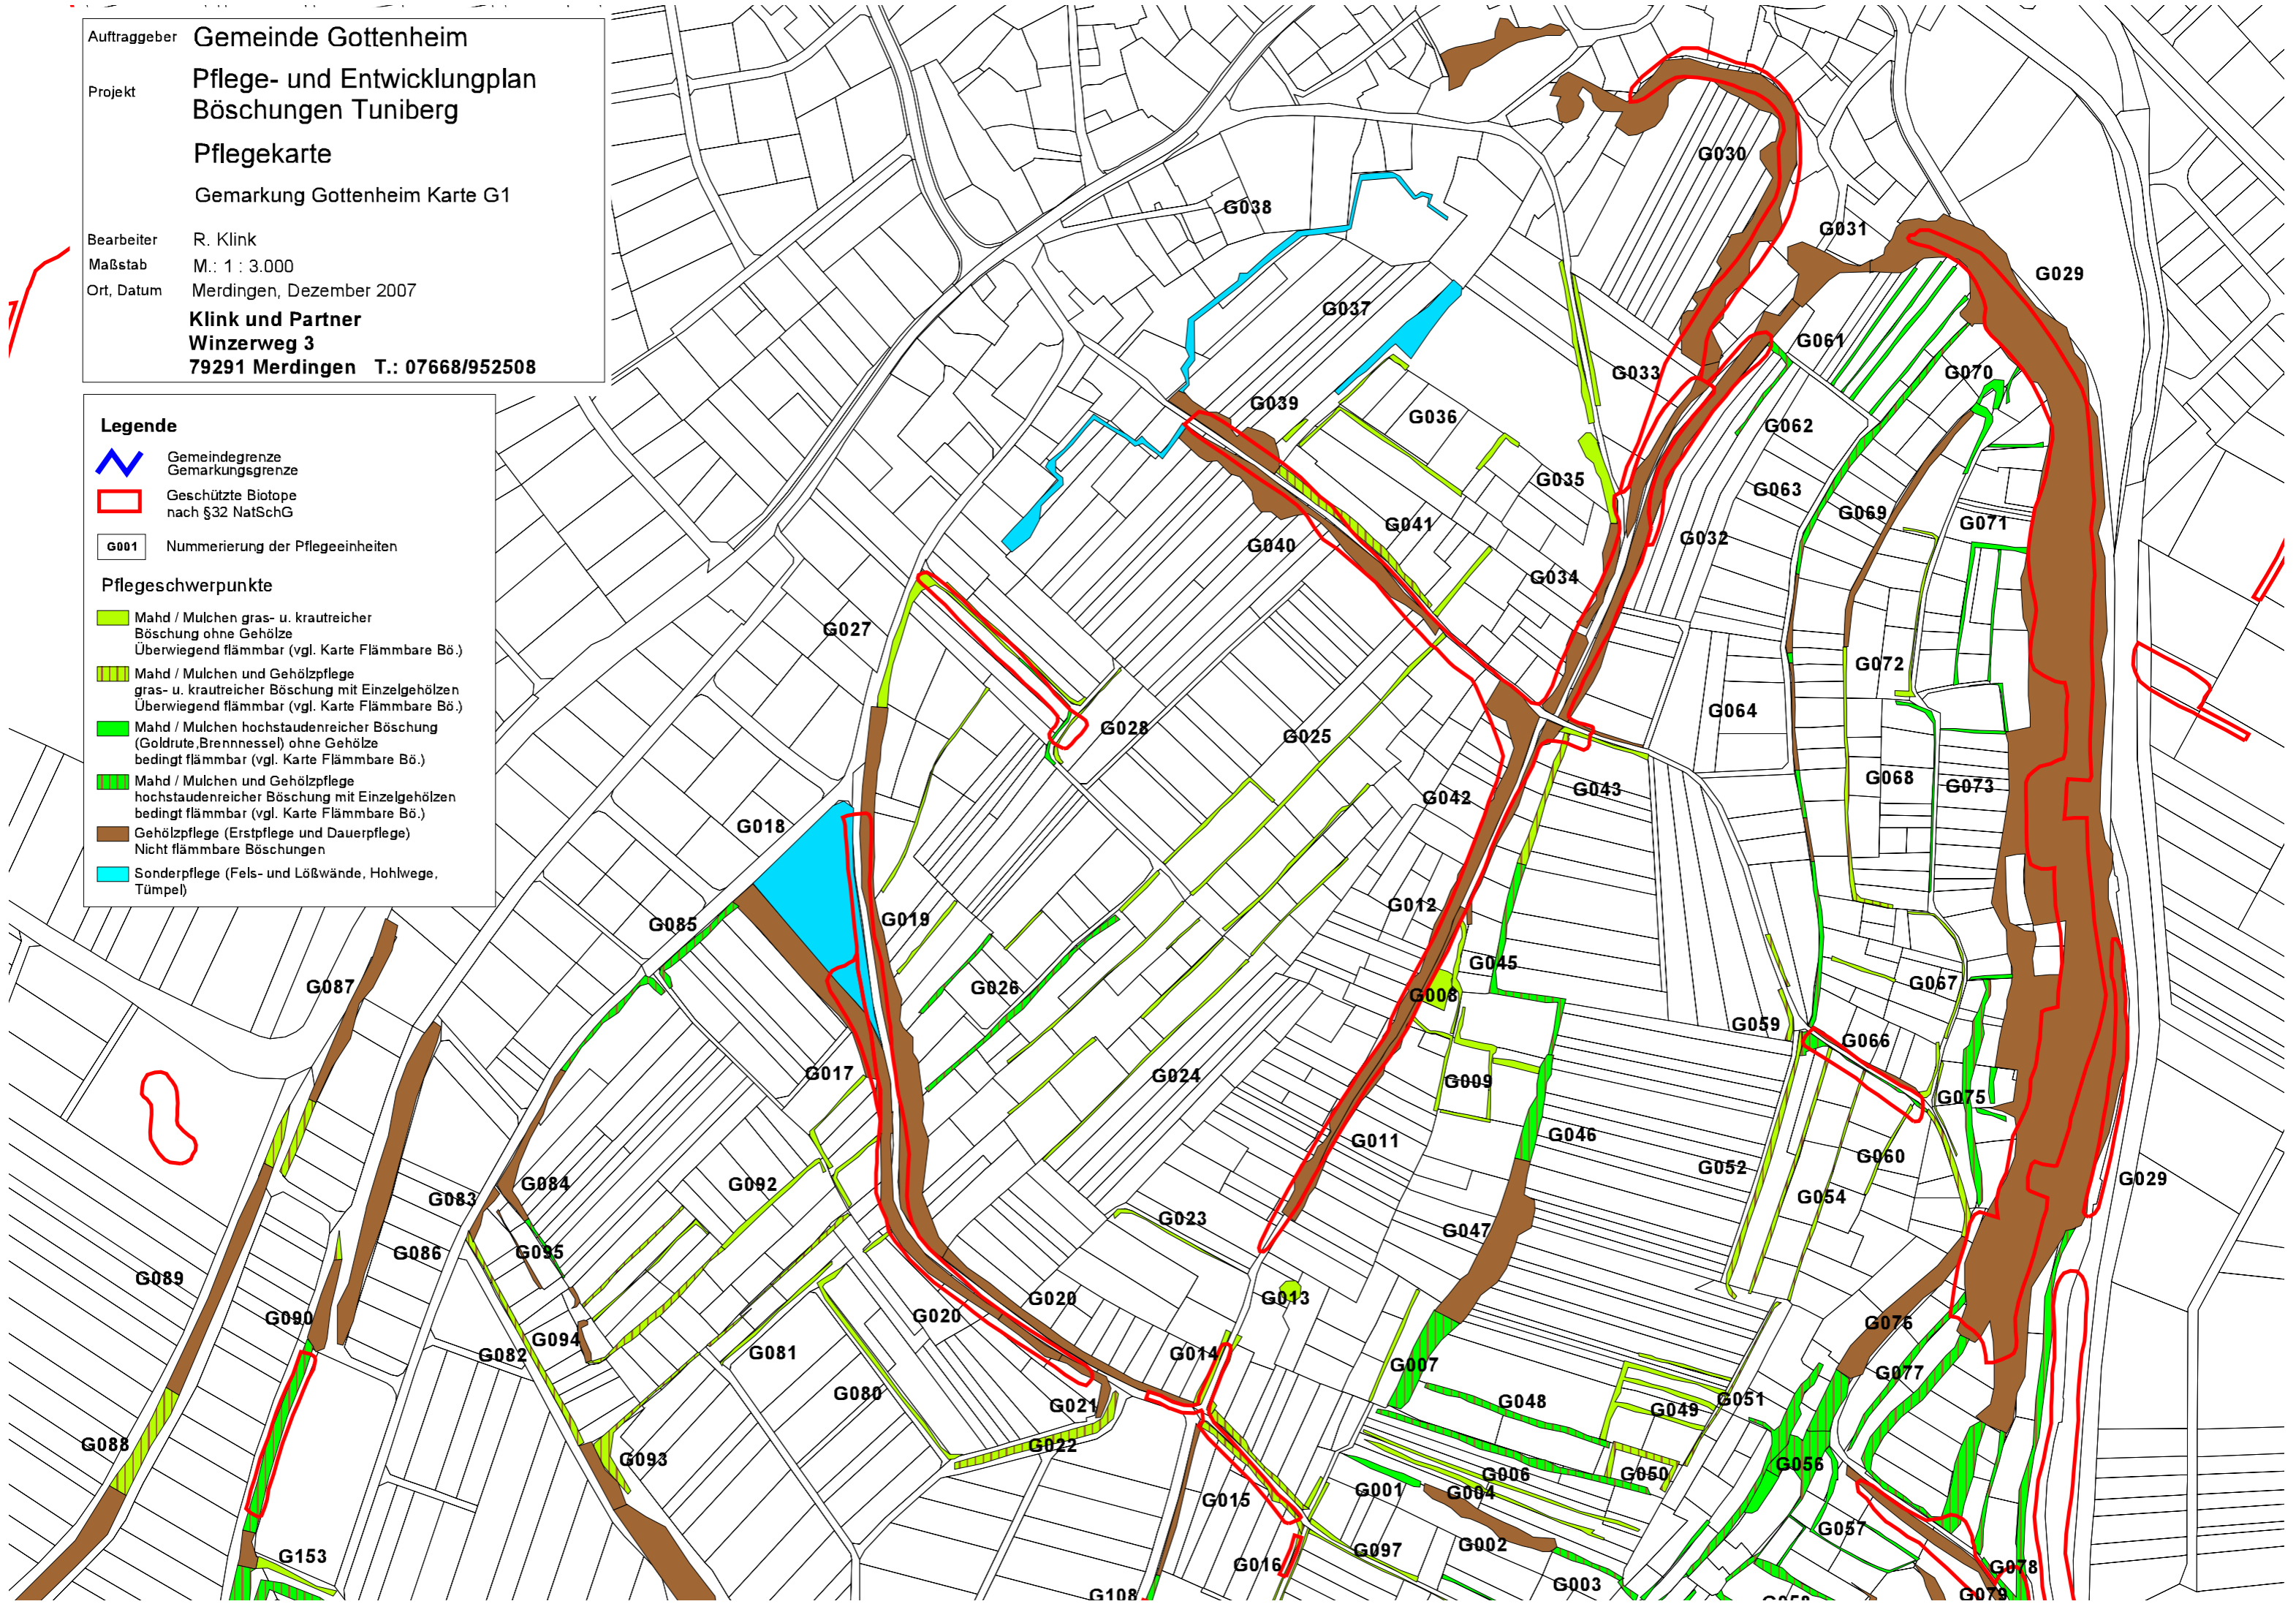 Auftraggeber Gemeinde Gottenheim
Projekt Pflege- und Entwicklungplan
Böschungen Tuniberg
Pflegekarte
Gemarkung Gottenheim Karte G1
Bearbeiter R. Klink
Maßstab M.: 1 : 3.000
Ort, Datum Merdingen, Dezember 2007
Klink und Partner
Winzerweg 3
79291 Merdingen T.: 07668/952508
Legende
Gemeindegrenze
Gemarkungsgrenze
Geschützte Biotope
nach §32 NatSchG
G001 Nummerierung der Pflegeeinheiten
Pflegeschwerpunkte
Mahd / Mulchen gras- u. krautreicher
Böschung ohne Gehölze
Überwiegend flämmbar (vgl. Karte Flämmbare Bö.)
Mahd / Mulchen und Gehölzpflege
gras- u. krautreicher Böschung mit Einzelgehölzen
Überwiegend flämmbar (vgl. Karte Flämmbare Bö.)
Mahd / Mulchen hochstaudenreicher Böschung
(Goldrute,Brennnessel) ohne Gehölze
bedingt flämmbar (vgl. Karte Flämmbare Bö.)
Mahd / Mulchen und Gehölzpflege
hochstaudenreicher Böschung mit Einzelgehölzen
bedingt flämmbar (vgl. Karte Flämmbare Bö.)
Gehölzpflege (Erstpflege und Dauerpflege)
Nicht flämmbare Böschungen
Sonderpflege (Fels- und Lößwände, Hohlwege,
Tümpel)
G030
G038
G031
G029
G037
G061
G033
G070
G039
G036
G062
G035
G063
G069
G071
G041
G040
G032
G034
G027
G072
G064
G028
G025
G068
G073
G043
G042
G018
G012
G019
G085
G045
G067
G026
G087
G008
G059
G066
G017
G024
G009
G075
G011
G046
G060
G052
G029
G092
G084
G083
G054
G023
G047
G086
G095
G089
G013
G020
G020
G090
G076
G094
G082
G081
G014
G007
G077
G080
G021
G048
G051
G049
G088
G022
G093
G056
G006
G050
G001
G004
G015
G057
G002
G097
G153
G016
G078
G003
G108
G079
G058